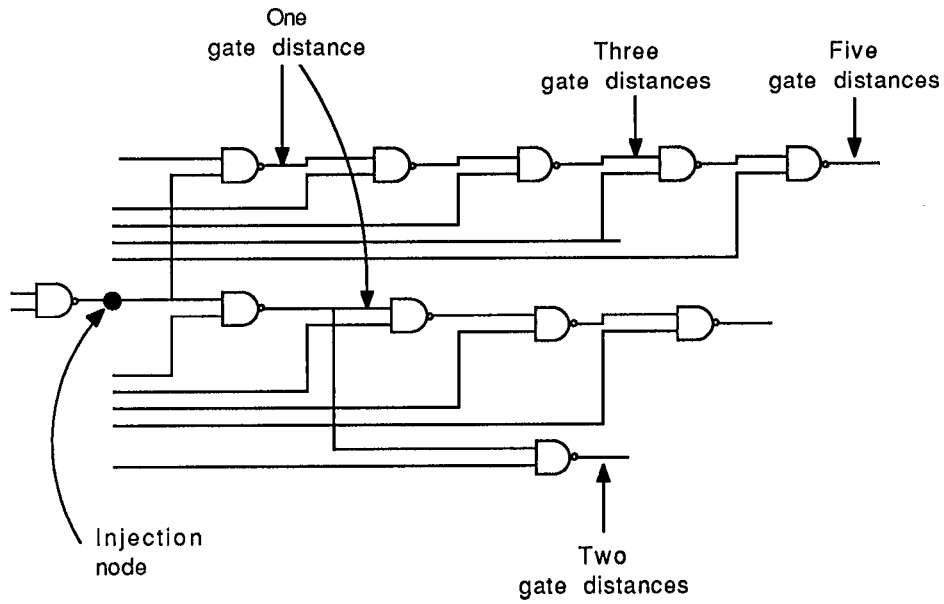 One
gate distance
Three
gate distances
Five
gate distances
Injection
node
Two
gate distances